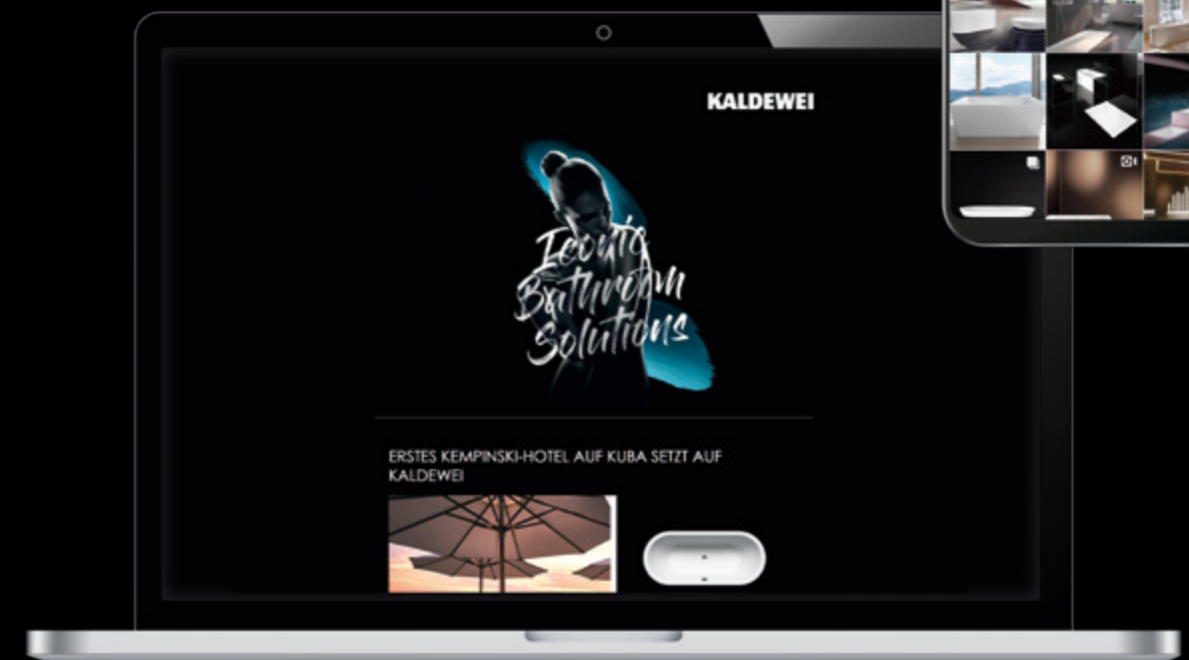 KALDEWEI
Iconic
Bathroom
Solutions
ERSTES KEMPINSKI-HOTEL AUF KUBA SETZT AUF
KALDEWEI